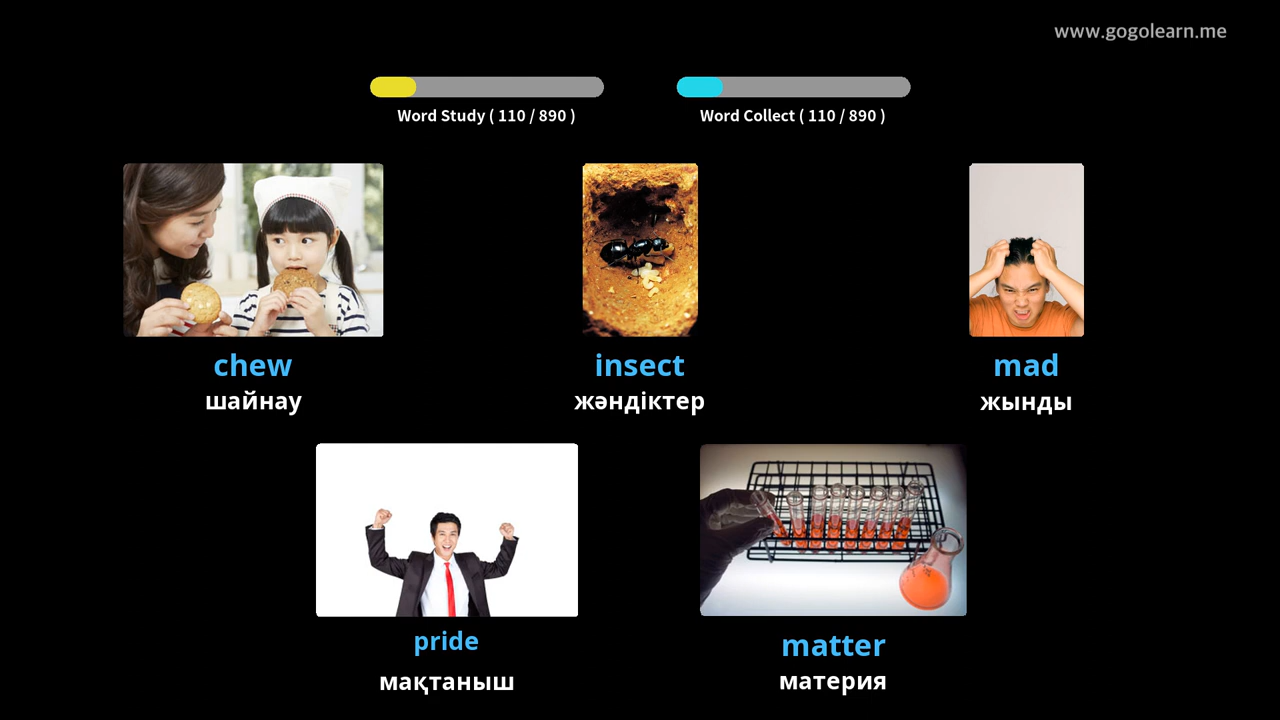 www.gogolearn.me
Word Study ( 110 / 890 )
Word Collect ( 110 / 890 )
chew
шайнау
insect
жәндіктер
mad
жынды
pride
мақтаныш
matter
материя